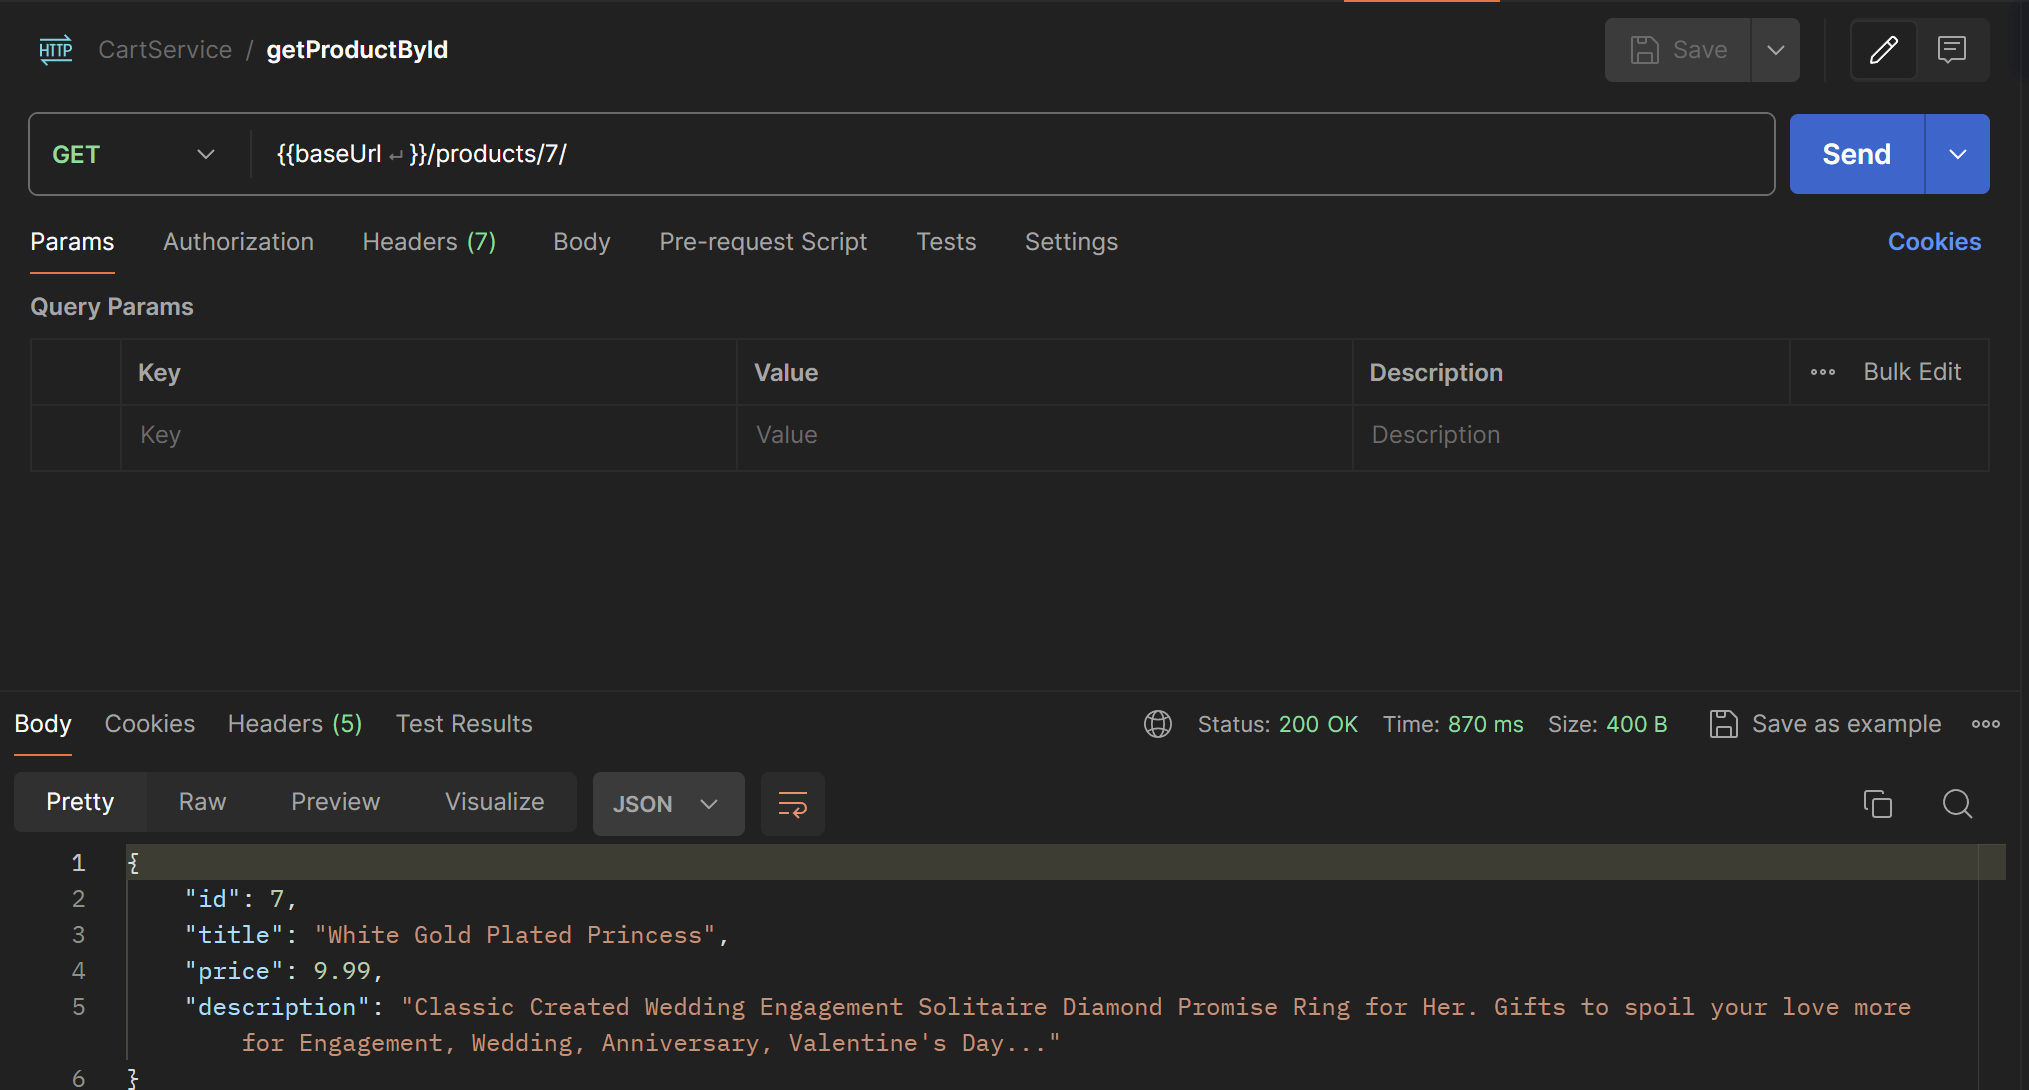 HTTP CartService / getProductById Save
GET {{baseUrl ↵ }}/products/7/ Send
Params Authorization Headers (7) Body Pre-request Script Tests Settings Cookies
Query Params
Key Value Description Bulk Edit
Key Value Description
Body Cookies Headers (5) Test Results Status: 200 OK Time: 870 ms Size: 400 B Save as example
Pretty Raw Preview Visualize JSON
1 {
2 "id": 7,
3 "title": "White Gold Plated Princess",
4 "price": 9.99,
5 "description": "Classic Created Wedding Engagement Solitaire Diamond Promise Ring for Her. Gifts to spoil your love more
for Engagement, Wedding, Anniversary, Valentine's Day..."
6 }